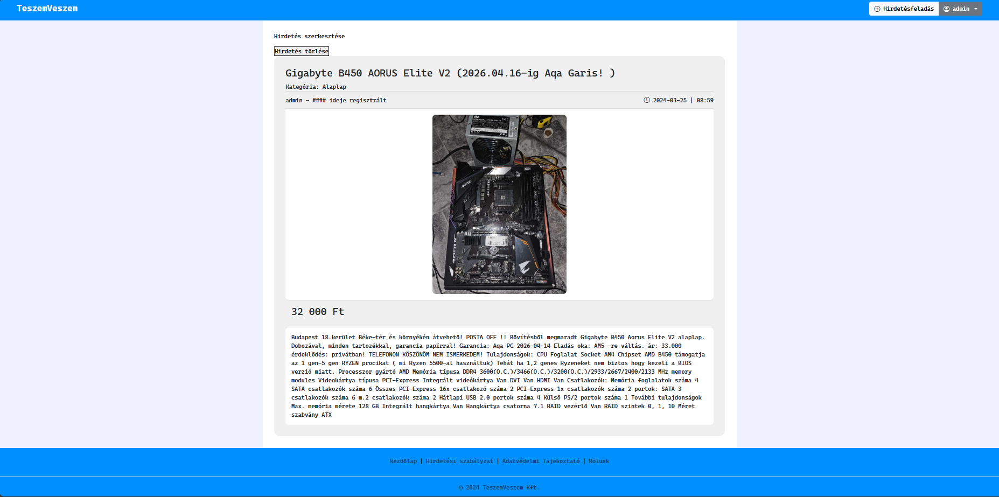 TeszemVeszem
Hirdetésfeladás admin
Hirdetés szerkesztése
Hirdetés törlése
Gigabyte B450 AORUS Elite V2 (2026.04.16-ig Aqa Garis! )
Kategória: Alaplap
admin - #### ideje regisztrált
2024-03-25 | 08:59
AORUS
32 000 Ft
Budapest 18.kerület Béke-tér és környékén átvehető! POSTA OFF !! Bővítésből megmaradt Gigabyte B450 Aorus Elite V2 alaplap.
Dobozával, minden tartozékkal, garancia papírral! Garancia: Aqa PC 2026-04-14 Eladás oka: AM5 -re váltás. ár: 33.000
érdeklődés: privátban! TELEFONON KÖSZÖNÖM NEM ISMERKEDEM! Tulajdonságok: CPU Foglalat Socket AM4 Chipset AMD B450 támogatja
az 1 gen-5 gen RYZEN procikat ( mi Ryzen 5500-al használtuk) Tehát ha 1,2 genes Ryzeneket nem biztos hogy kezeli a BIOS
verzió miatt. Processzor gyártó AMD Memória típusa DDR4 3600(O.C.)/3466(O.C.)/3200(O.C.)/2933/2667/2400/2133 MHz memory
modules Videokártya típusa PCI-Express Integrált videókártya Van DVI Van HDMI Van Csatlakozók: Memória foglalatok száma 4
SATA csatlakozók száma 6 Összes PCI-Express 16x csatlakozó száma 2 PCI-Express 1x csatlakozók száma 2 portok: SATA 3
csatlakozók száma 6 m.2 csatlakozók száma 2 Hátlapi USB 2.0 portok száma 4 Külső PS/2 portok száma 1 További tulajdonságok
Max. memória mérete 128 GB Integrált hangkártya Van Hangkártya csatorna 7.1 RAID vezérlő Van RAID szintek 0, 1, 10 Méret
szabvány ATX
Kezdőlap | Hirdetési szabályzat | Adatvédelmi Tájékoztató | Rólunk
© 2024 TeszemVeszem Kft.